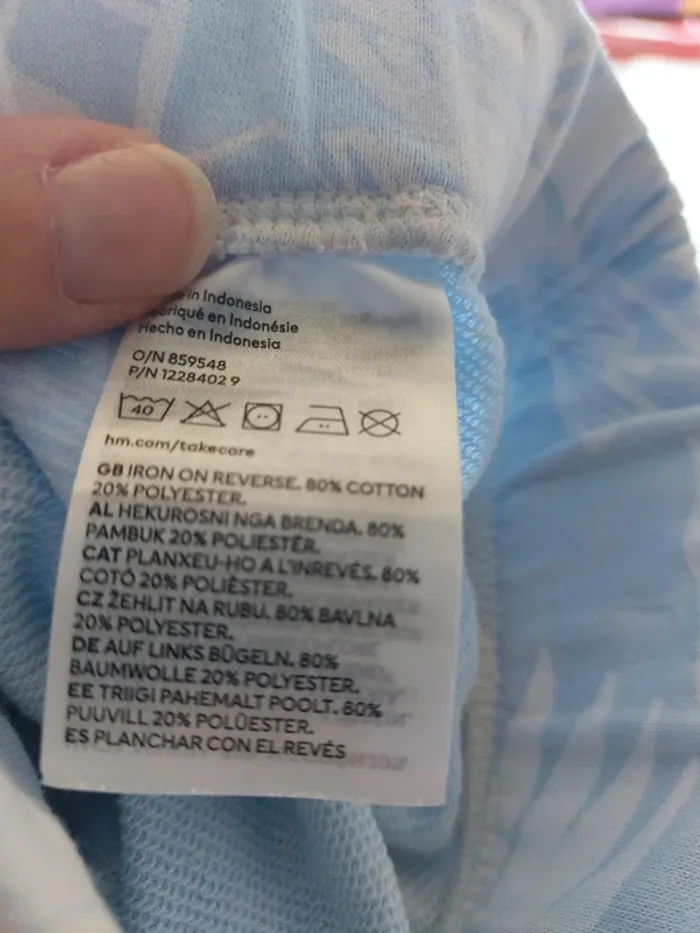 in Indonesia
Fabriqué en Indonésie
Hecho en Indonesia
O/N 859548
P/N 1228402 9
40
hm.com/takecare
GB IRON ON REVERSE. 80% COTTON
20% POLYESTER.
AL HEKUROSNI NGA BRENDA. 80%
PAMBUK 20% POLIESTËR.
CAT PLANXEU-HO A L'INREVÉS. 80%
COTÓ 20% POLIÈSTER.
CZ ŽEHLIT NA RUBU. 80% BAVLNA
20% POLYESTER.
DE AUF LINKS BÜGELN. 80%
BAUMWOLLE 20% POLYESTER.
EE TRIIGI PAHEMALT POOLT. 80%
PUUVILL 20% POLÜESTER.
ES PLANCHAR CON EL REVÉS